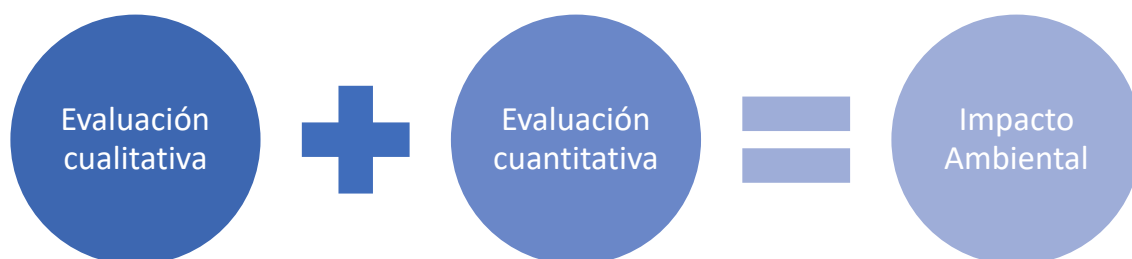 Evaluación
cualitativa
Evaluación
cuantitativa
Impacto
Ambiental